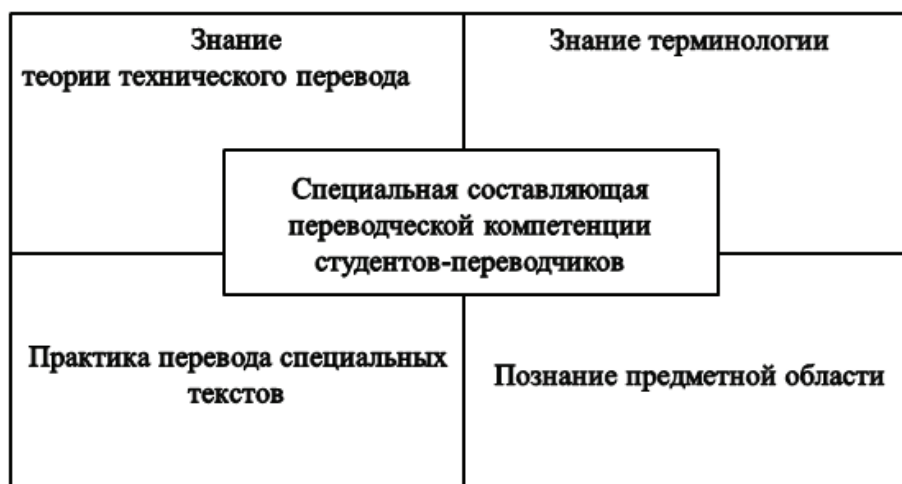 Знание
теории технического перевода
Знание терминологии
Специальная составляющая
переводческой компетенции
студентов-переводчиков
Практика перевода специальных
текстов
Познание предметной области